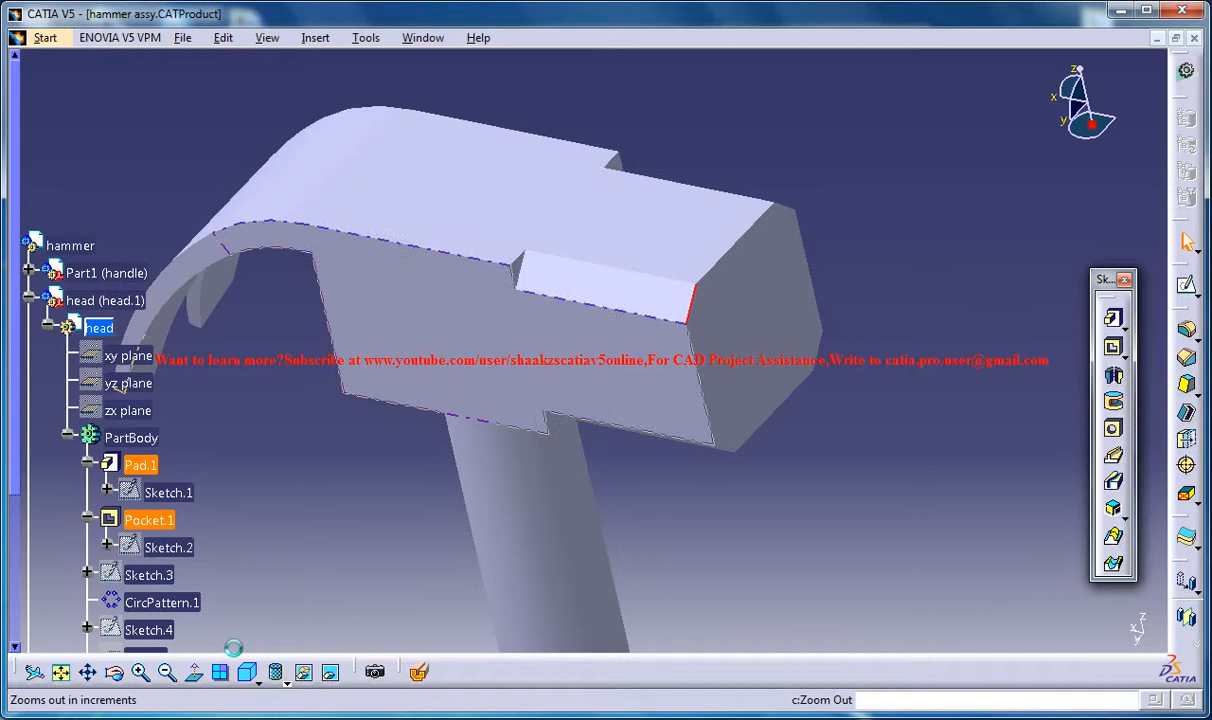 CATIA V5 - [hammer assy.CATProduct]
Start ENOVIA V5 VPM File Edit View Insert Tools Window Help
z
x
y
Sk...
hammer
Part1 (handle)
head (head.1)
head
xy plane
Want to learn more?Subscribe at www.youtube.com/user/shaakzscatiav5online,For CAD Project Assistance,Write to catia.pro.user@gmail.com
yz plane
zx plane
PartBody
Pad.1
Sketch.1
Pocket.1
Sketch.2
Sketch.3
CircPattern.1
Sketch.4
z
x
y
CATIA
Zooms out in increments c:Zoom Out